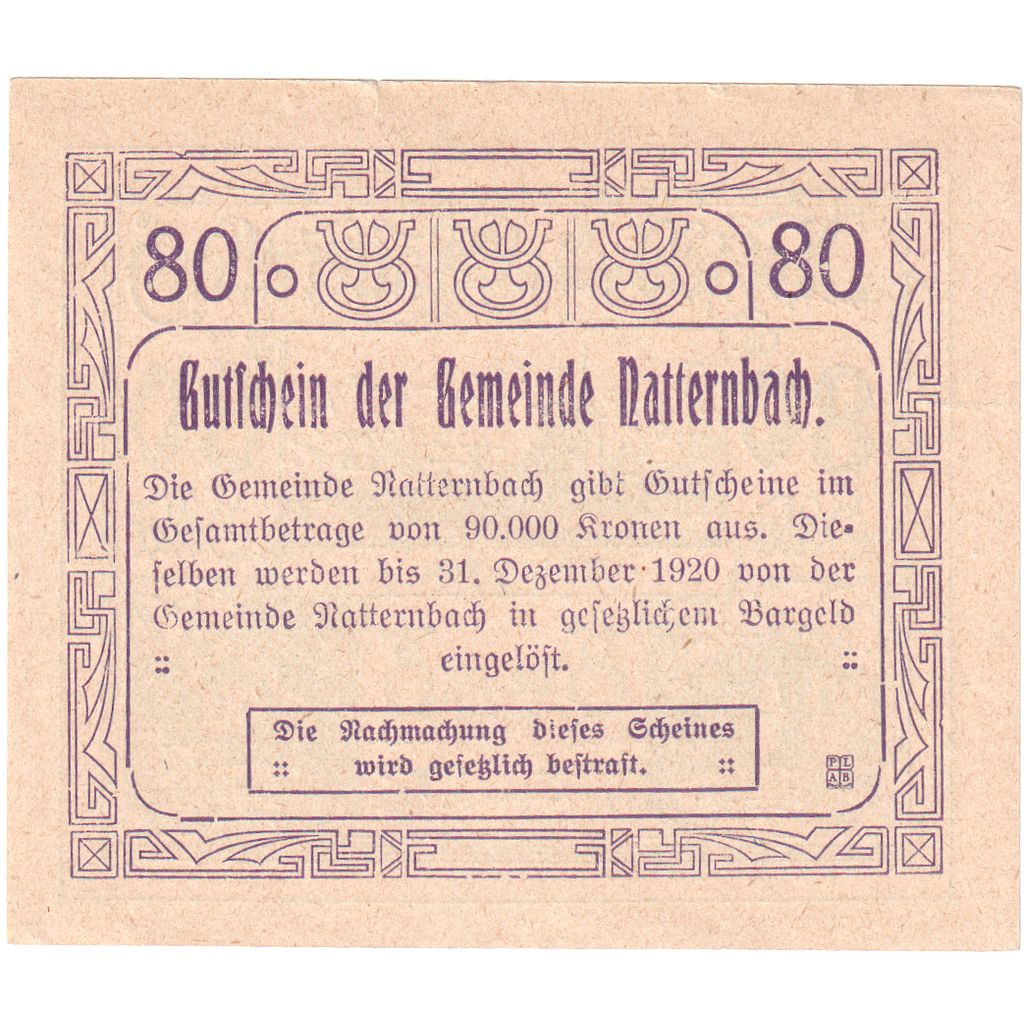 80 80
Gutschein der Gemeinde Natternbach.
Die Gemeinde Natternbach gibt Gutscheine im
Gesamtbetrage von 90.000 Kronen aus. Die-
selben werden bis 31. Dezember 1920 von der
Gemeinde Natternbach in gesetzlichem Bargeld
:: eingelöst. ::
Die Nachmachung dieses Scheines
:: wird gesetzlich bestraft. ::
P L
A B